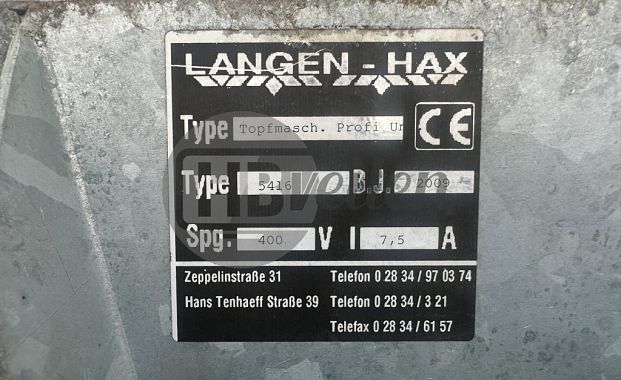 LANGEN - HAX
Type Topfmasch. Profi Un CE
Type 5416 B.J. 2009
Spg. 400 V I 7,5 A
Zeppelinstraße 31 Telefon 0 28 34 / 97 03 74
Hans Tenhaeff Straße 39 Telefon 0 28 34 / 3 21
Telefax 0 28 34 / 61 57